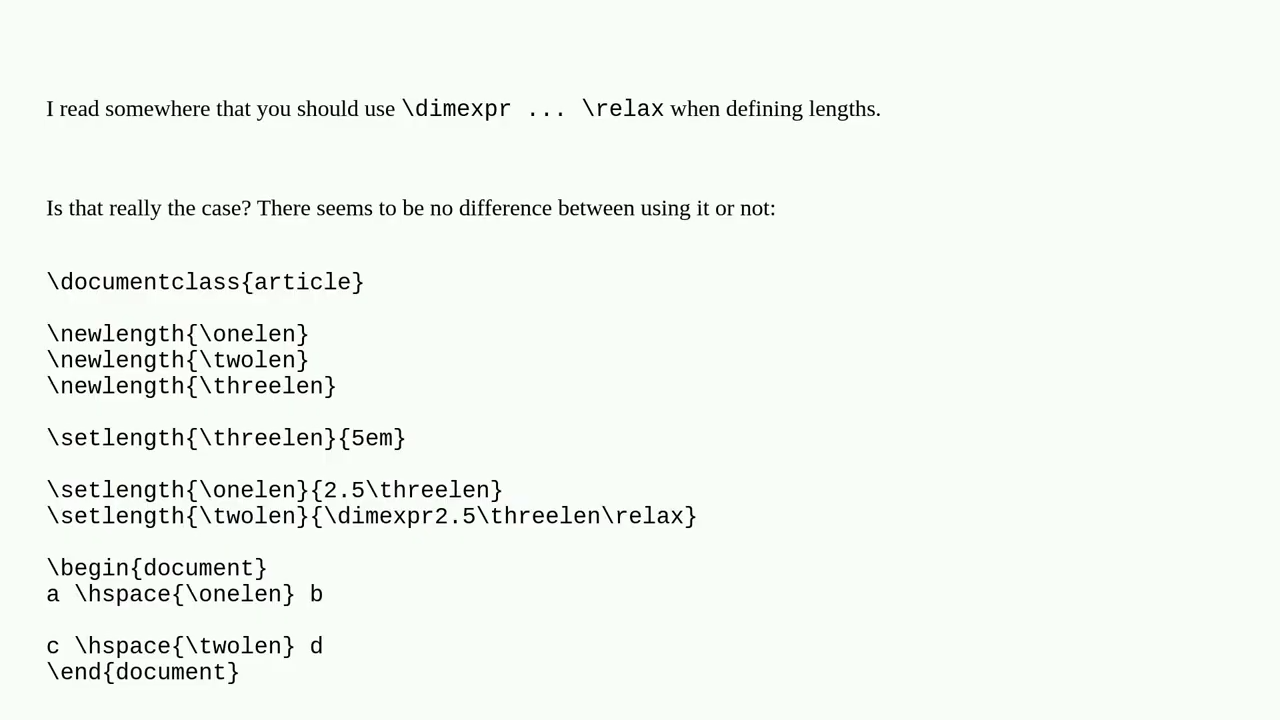 I read somewhere that you should use \dimexpr ... \relax when defining lengths.
Is that really the case? There seems to be no difference between using it or not:
\documentclass{article}
\newlength{\onelen}
\newlength{\twolen}
\newlength{\threelen}
\setlength{\threelen}{5em}
\setlength{\onelen}{2.5\threelen}
\setlength{\twolen}{\dimexpr2.5\threelen\relax}
\begin{document}
a \hspace{\onelen} b
c \hspace{\twolen} d
\end{document}